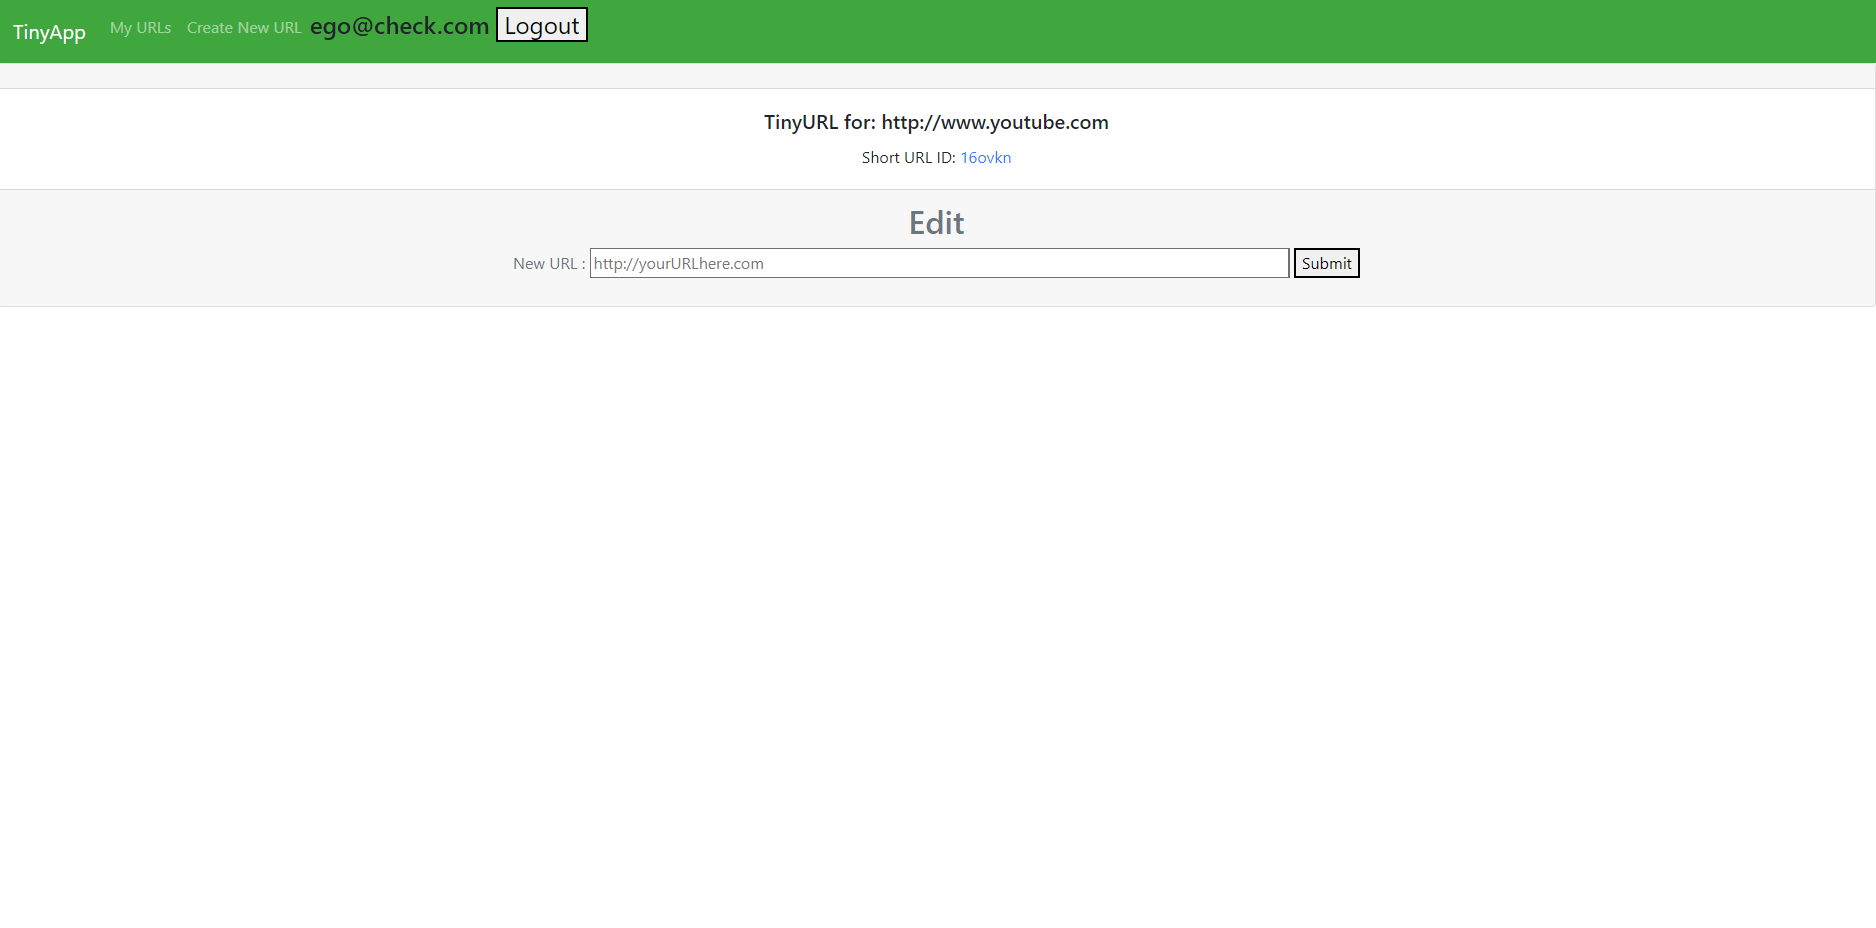 TinyApp My URLs Create New URL ego@check.com Logout
TinyURL for: http://www.youtube.com
Short URL ID: 16ovkn
Edit
New URL : http://yourURLhere.com Submit